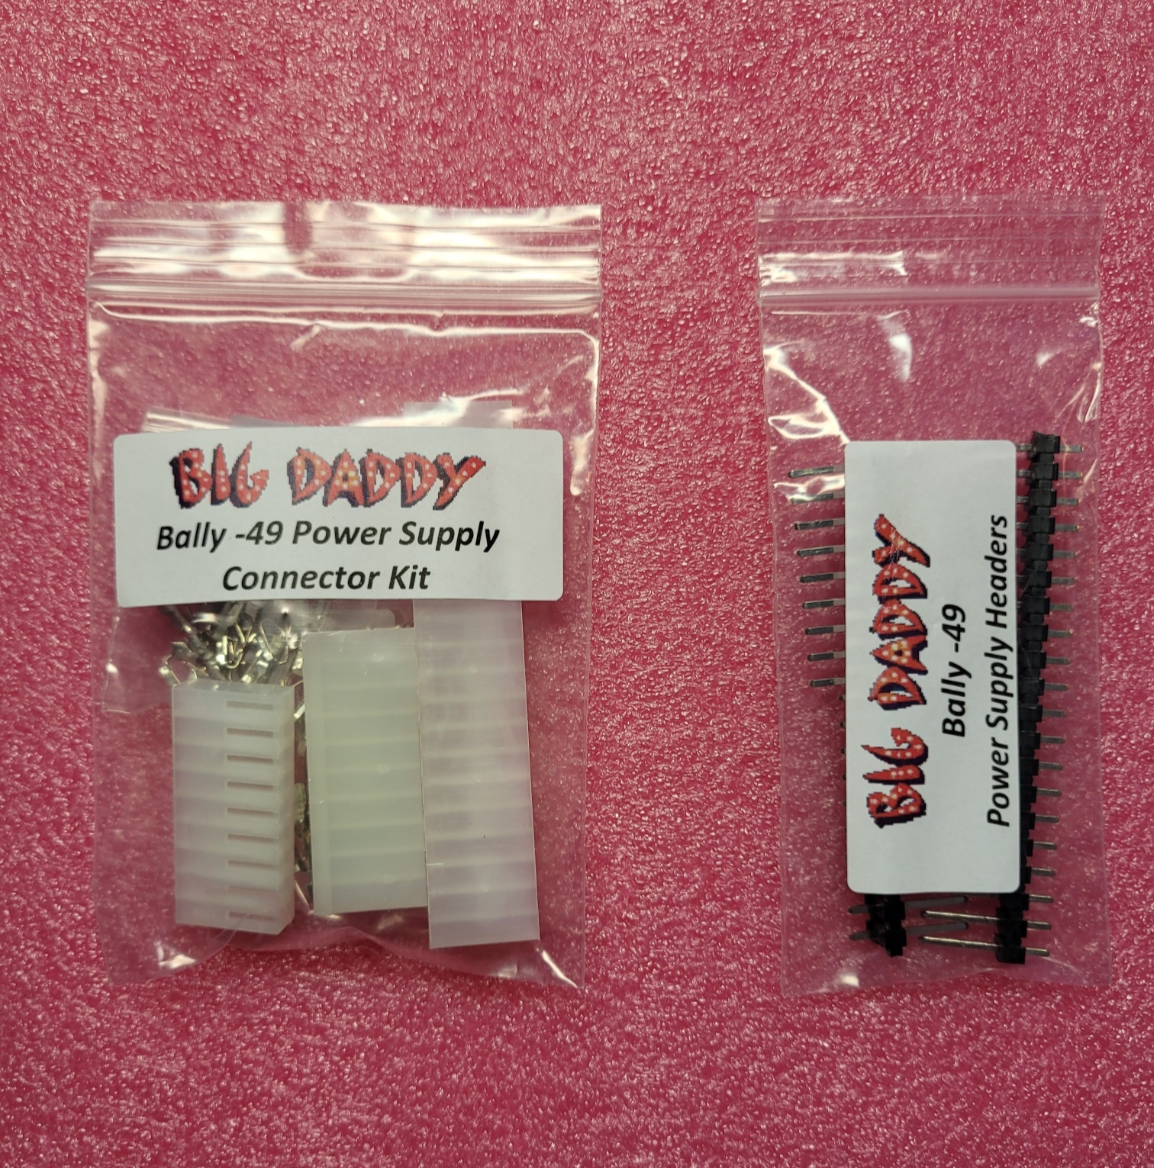 BIG DADDY
Bally -49 Power Supply
Connector Kit
BIG DADDY
Bally -49
Power Supply Headers